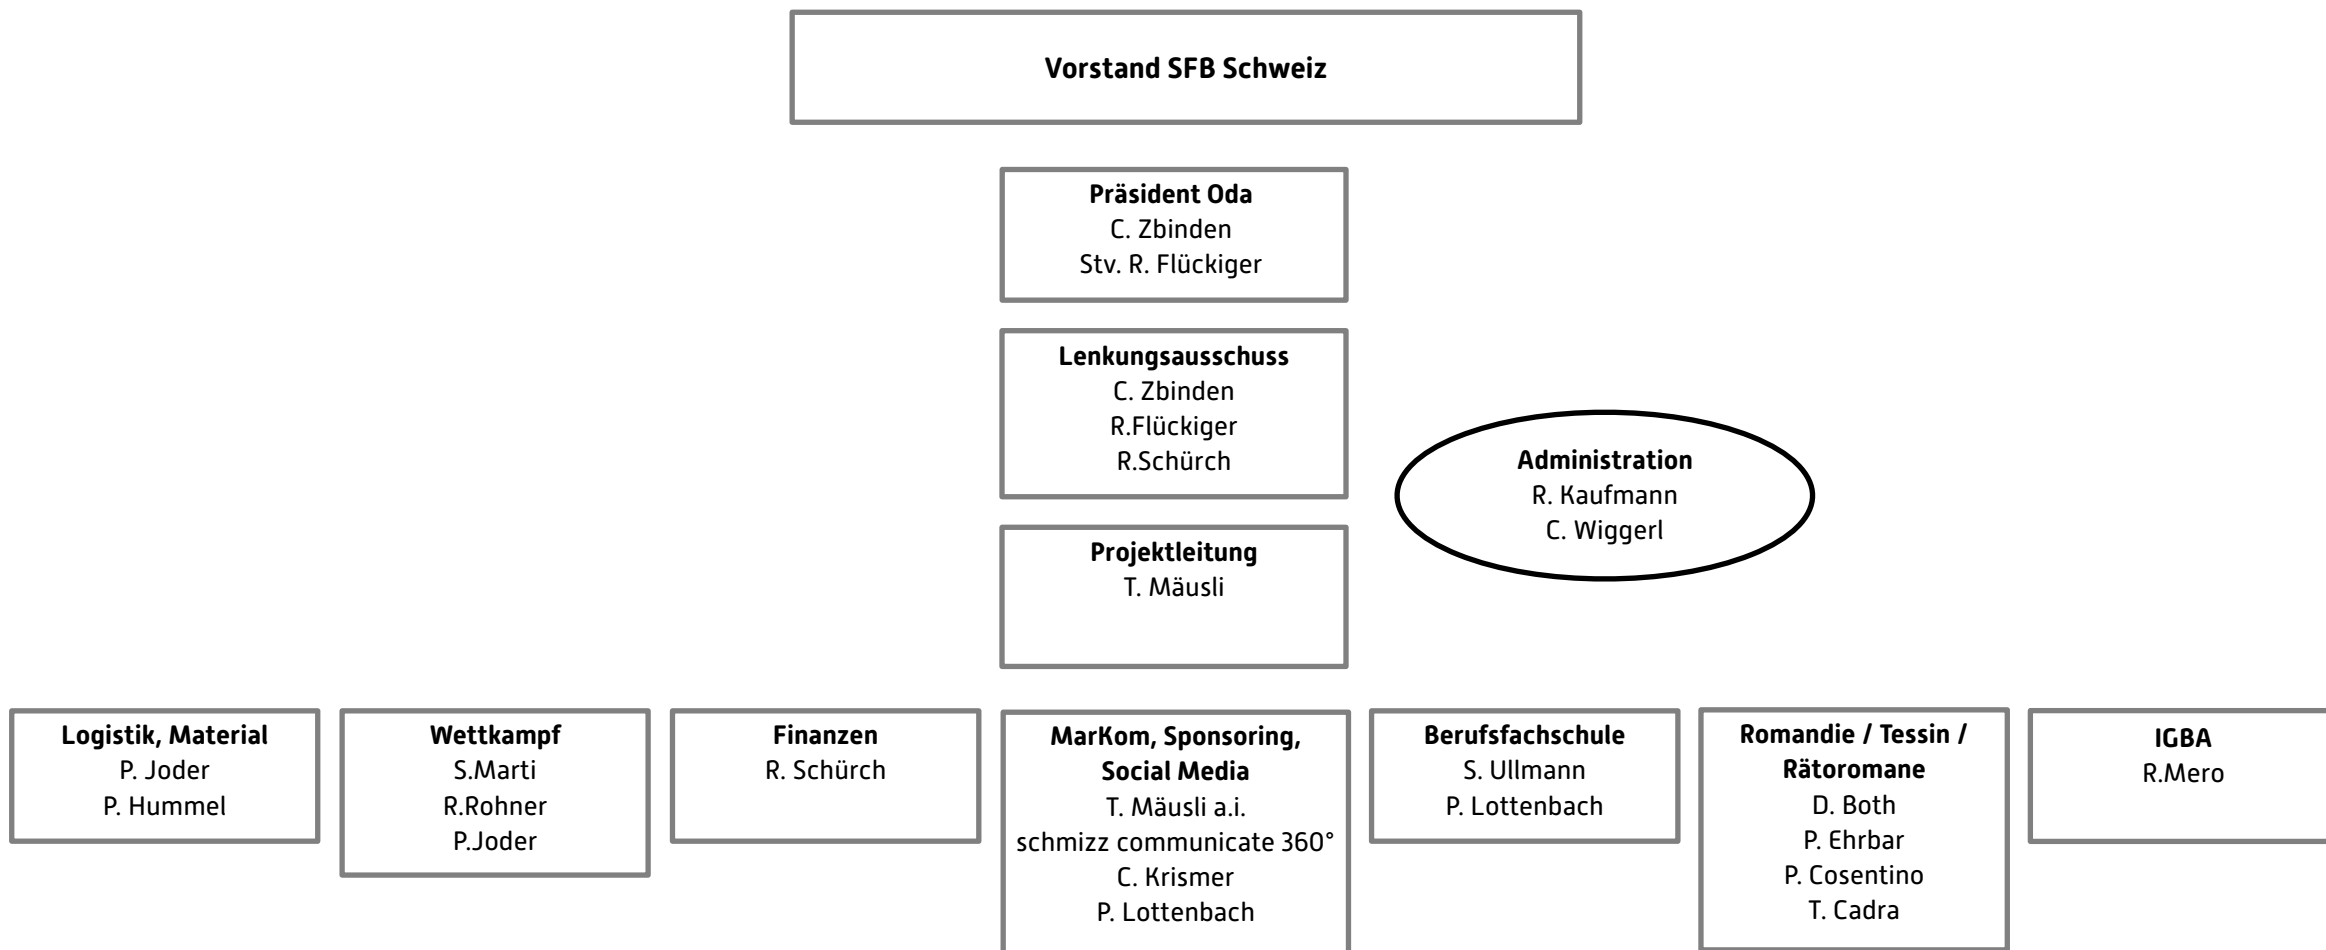 Vorstand SFB Schweiz
Präsident Oda
C. Zbinden
Stv. R. Flückiger
Lenkungsausschuss
C. Zbinden
R.Flückiger
R.Schürch
Administration
R. Kaufmann
C. Wiggerl
Projektleitung
T. Mäusli
Logistik, Material
P. Joder
P. Hummel
Wettkampf
S.Marti
R.Rohner
P.Joder
Finanzen
R. Schürch
MarKom, Sponsoring,
Social Media
T. Mäusli a.i.
schmizz communicate 360°
C. Krismer
P. Lottenbach
Berufsfachschule
S. Ullmann
P. Lottenbach
Romandie / Tessin /
Rätoromane
D. Both
P. Ehrbar
P. Cosentino
T. Cadra
IGBA
R.Mero